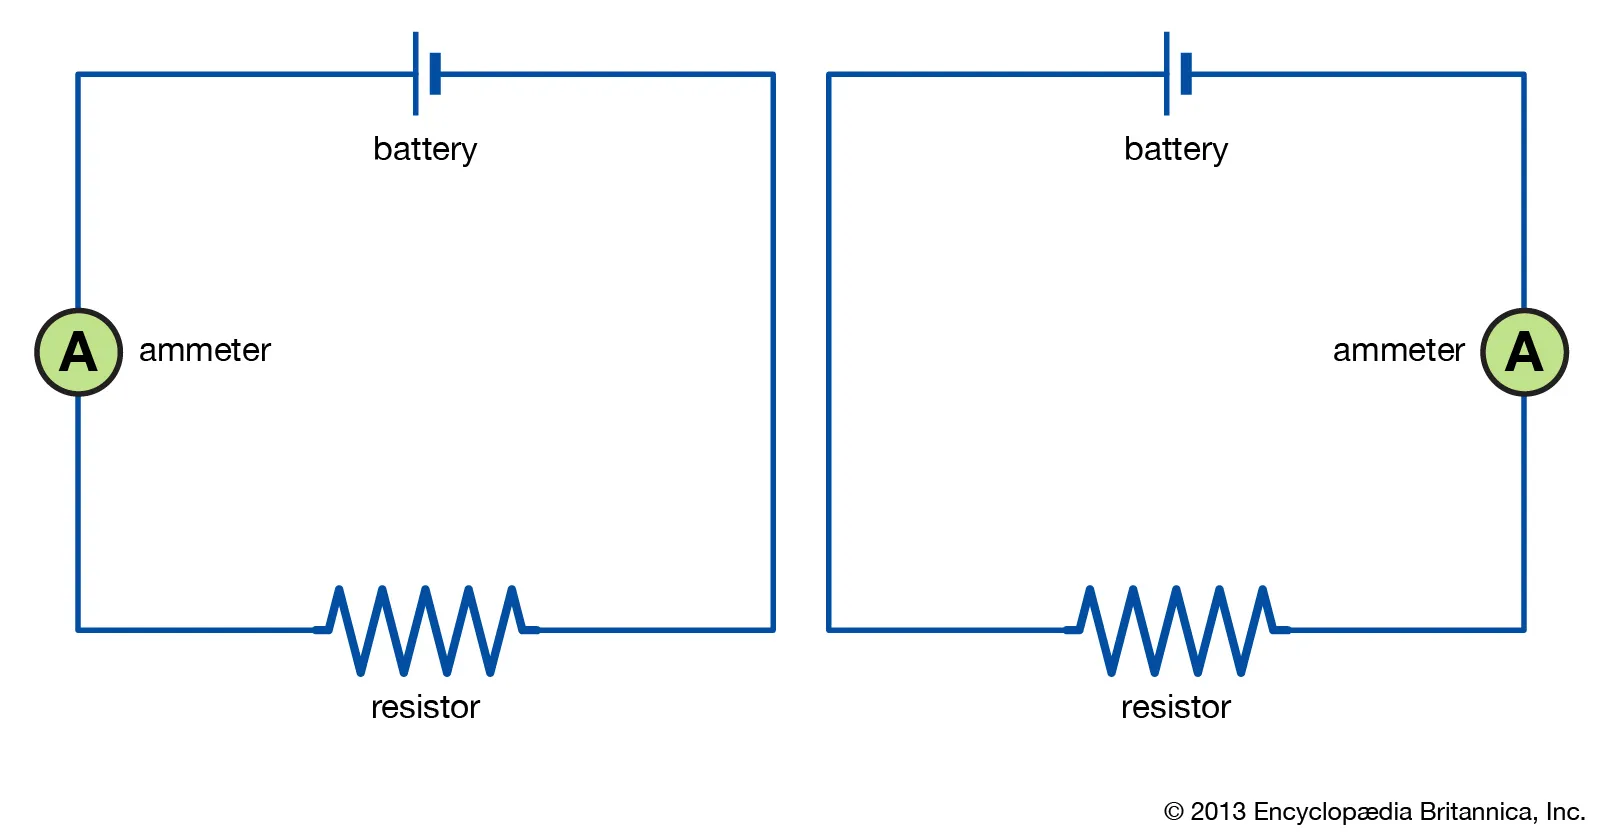 battery
battery
A
ammeter
ammeter
A
resistor
resistor
© 2013 Encyclopædia Britannica, Inc.